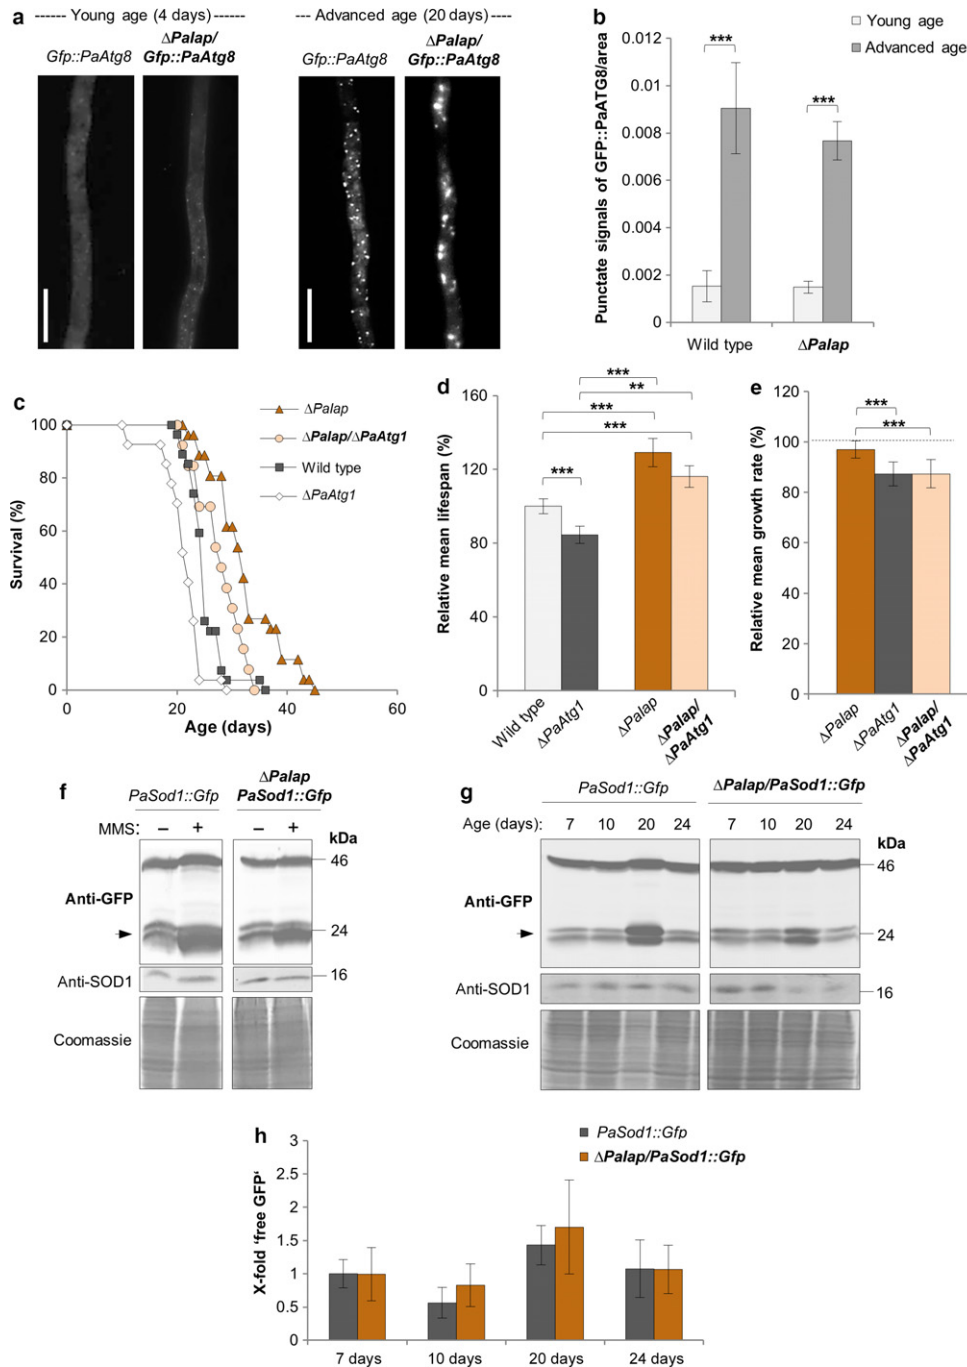 a
------ Young age (4 days) ------
Gfp::PaAtg8
ΔPalap/
Gfp::PaAtg8
--- Advanced age (20 days) ---
Gfp::PaAtg8
ΔPalap/
Gfp::PaAtg8
b
Punctate signals of GFP::PaATG8/area
0.012
0.01
0.008
0.006
0.004
0.002
0
Young age
Advanced age
***
***
Wild type
ΔPalap
c
Survival (%)
100
80
60
40
20
0
0
20
40
60
Age (days)
ΔPalap
ΔPalap/ΔPaAtg1
Wild type
ΔPaAtg1
d
Relative mean lifespan (%)
160
120
80
40
0
***
**
***
***
***
Wild type
ΔPaAtg1
ΔPalap
ΔPalap/
ΔPaAtg1
e
Relative mean growth rate (%)
120
100
80
60
40
20
0
***
***
ΔPalap
ΔPaAtg1
ΔPalap/
ΔPaAtg1
f
PaSod1::Gfp
ΔPalap
PaSod1::Gfp
MMS: – + – +
kDa
46
Anti-GFP
24
Anti-SOD1
16
Coomassie
g
PaSod1::Gfp
ΔPalap/PaSod1::Gfp
Age (days): 7 10 20 24 7 10 20 24
kDa
46
Anti-GFP
24
Anti-SOD1
16
Coomassie
h
X-fold ‘free GFP‘
3
2.5
2
1.5
1
0.5
0
PaSod1::Gfp
ΔPalap/PaSod1::Gfp
7 days
10 days
20 days
24 days